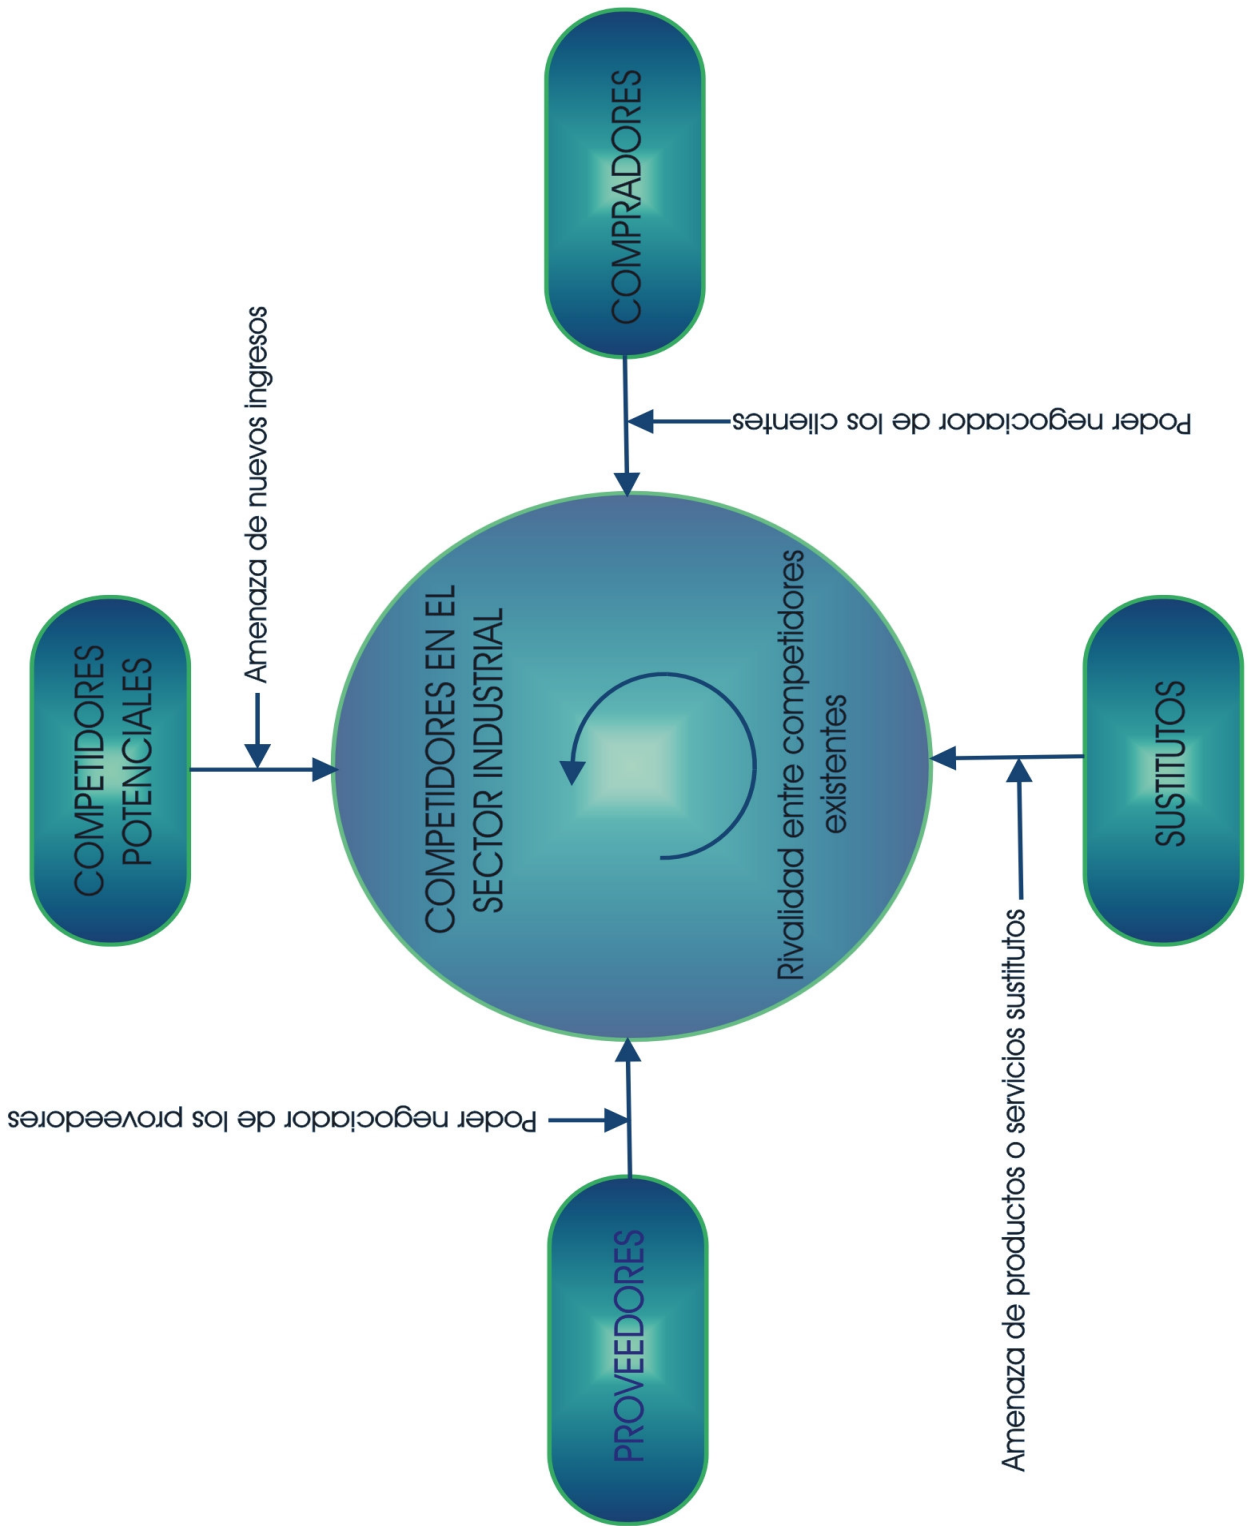 COMPETIDORES
POTENCIALES
Amenaza de nuevos ingresos
Poder negociador de los proveedores
PROVEEDORES
COMPETIDORES EN EL
SECTOR INDUSTRIAL
Rivalidad entre competidores
existentes
COMPRADORES
Poder negociador de los clientes
Amenaza de productos o servicios sustitutos
SUSTITUTOS